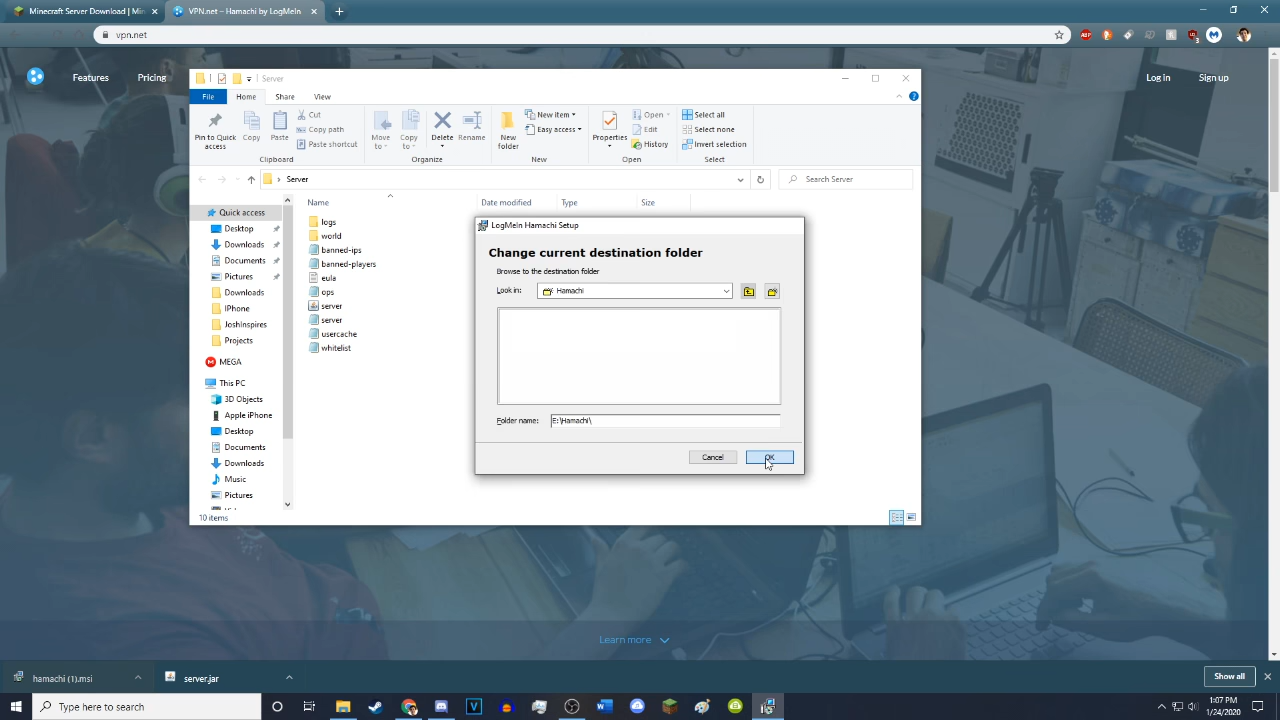 Minecraft Server Download | Min
VPN.net – Hamachi by LogMeIn
vpn.net
ABP
3
Features
Pricing
Log in
Sign up
Server
File
Home
Share
View
Pin to Quick access
Copy
Paste
Cut
Copy path
Paste shortcut
Clipboard
Move to
Copy to
Delete
Rename
Organize
New folder
New item
Easy access
New
Properties
Open
Edit
History
Open
Select all
Select none
Invert selection
Select
Server
Search Server
Name
Date modified
Type
Size
Quick access
Desktop
Downloads
Documents
Pictures
Downloads
IPhone
JoshInspires
Projects
MEGA
This PC
3D Objects
Apple iPhone
Desktop
Documents
Downloads
Music
Pictures
logs
world
banned-ips
banned-players
eula
ops
server
server
usercache
whitelist
10 items
LogMeIn Hamachi Setup
Change current destination folder
Browse to the destination folder
Look in:
Hamachi
Folder name:
E:\Hamachi\
Cancel
OK
Learn more
hamachi (1).msi
server.jar
Show all
Type here to search
1:07 PM
1/24/2020